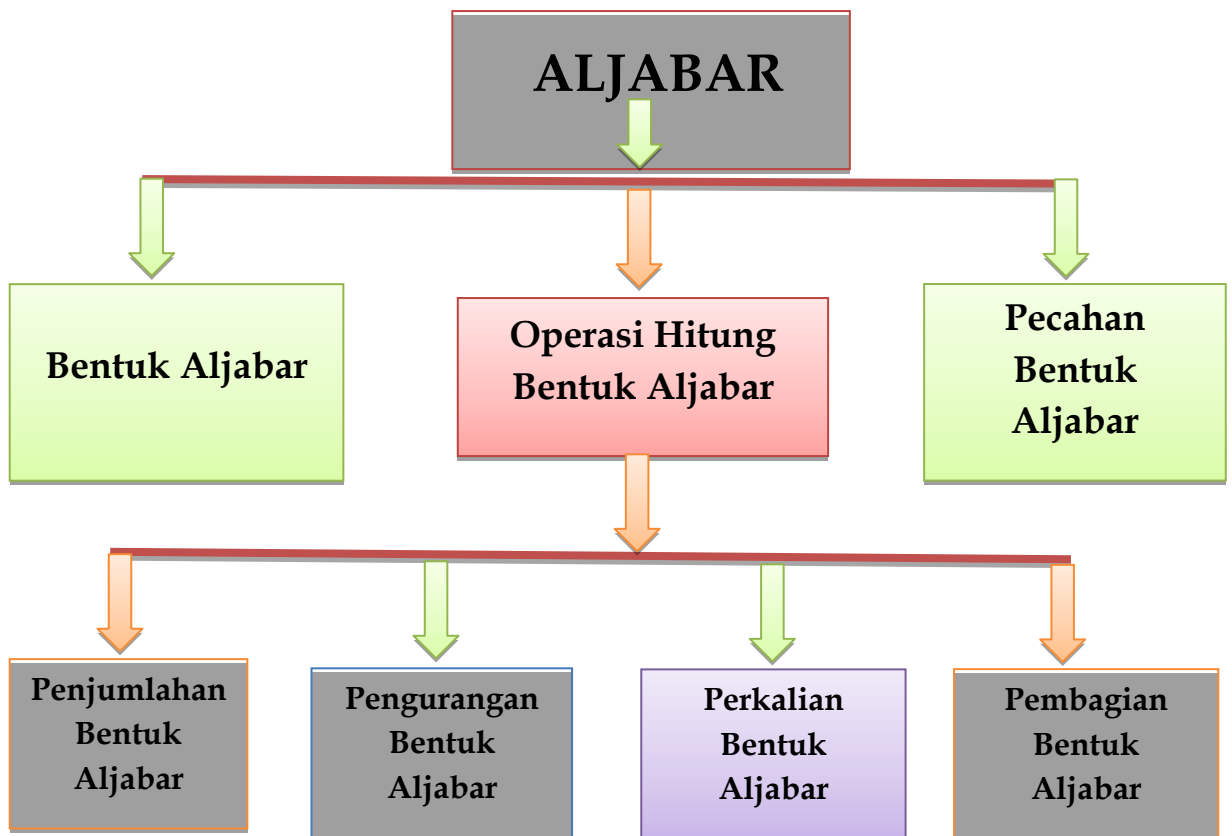 ALJABAR
Bentuk Aljabar
Operasi Hitung
Bentuk Aljabar
Pecahan
Bentuk
Aljabar
Penjumlahan
Bentuk
Aljabar
Pengurangan
Bentuk
Aljabar
Perkalian
Bentuk
Aljabar
Pembagian
Bentuk
Aljabar